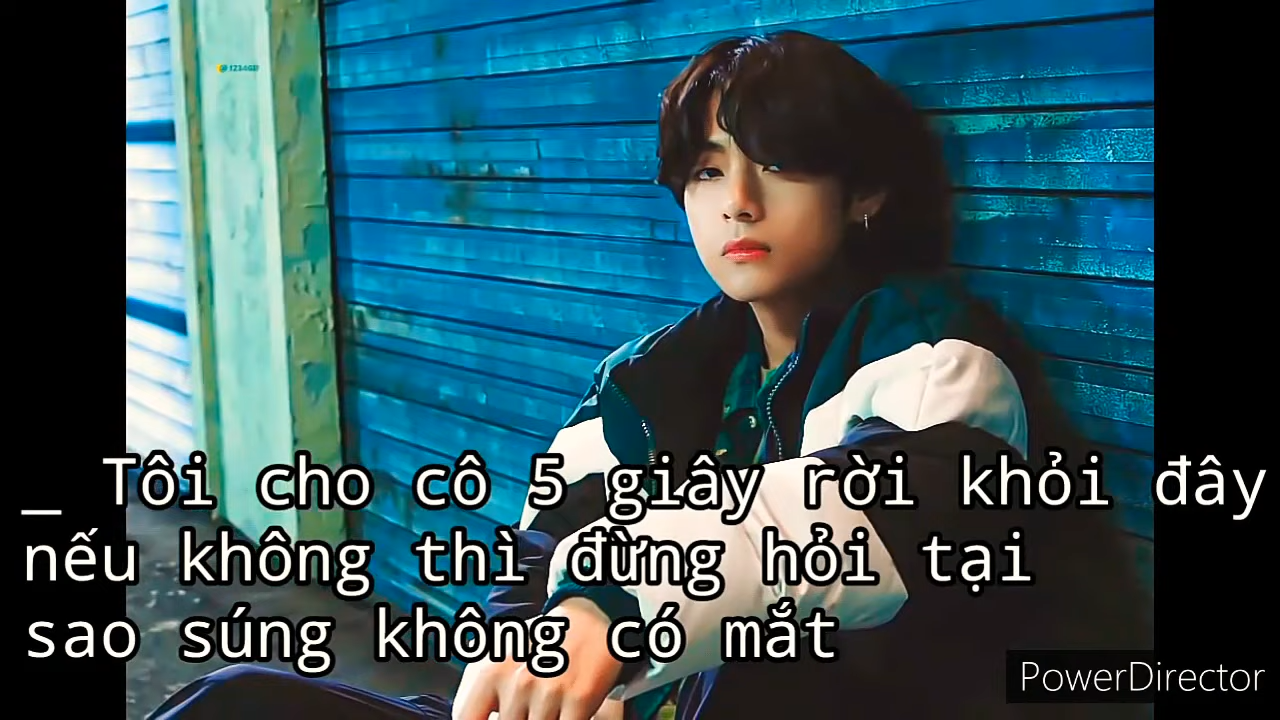 _ Tôi cho cô 5 giây rời khỏi đây
nếu không thì đừng hỏi tại
sao súng không có mắt
PowerDirector